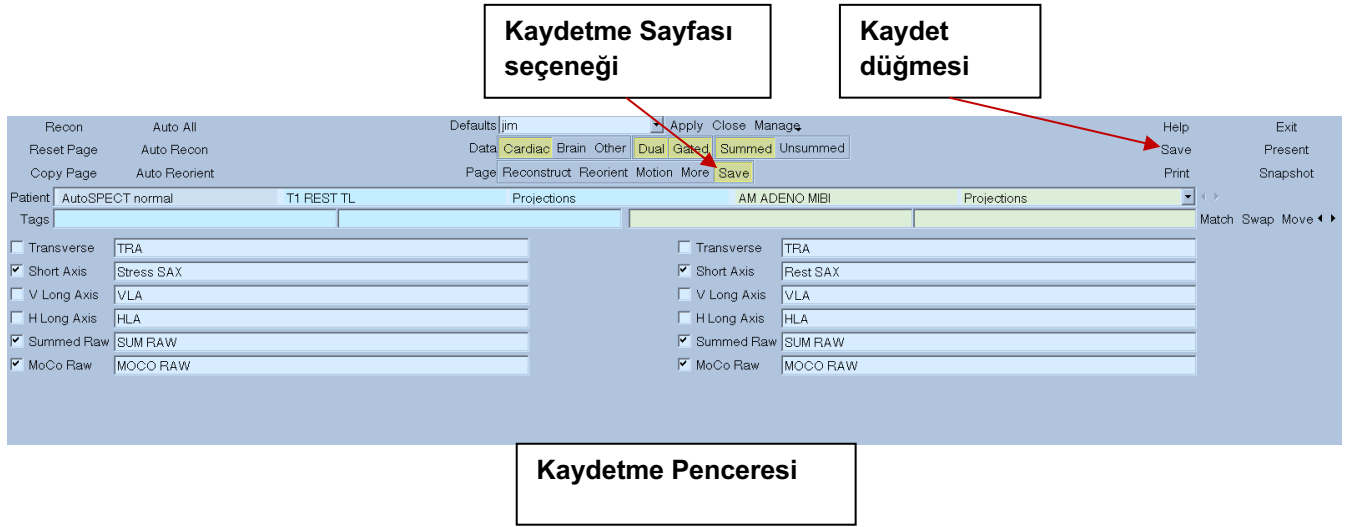 Kaydetme Sayfası
seçeneği
Kaydet
düğmesi
Recon Auto All Defaults jim Apply Close Manage Help Exit
Reset Page Auto Recon Data Cardiac Brain Other Dual Gated Summed Unsummed Save Present
Copy Page Auto Reorient Page Reconstruct Reorient Motion More Save Print Snapshot
Patient AutoSPECT normal T1 REST TL Projections AM ADENO MIBI Projections
Tags Match Swap Move
Transverse TRA Transverse TRA
Short Axis Stress SAX Short Axis Rest SAX
V Long Axis VLA V Long Axis VLA
H Long Axis HLA H Long Axis HLA
Summed Raw SUM RAW Summed Raw SUM RAW
MoCo Raw MOCO RAW MoCo Raw MOCO RAW
Kaydetme Penceresi